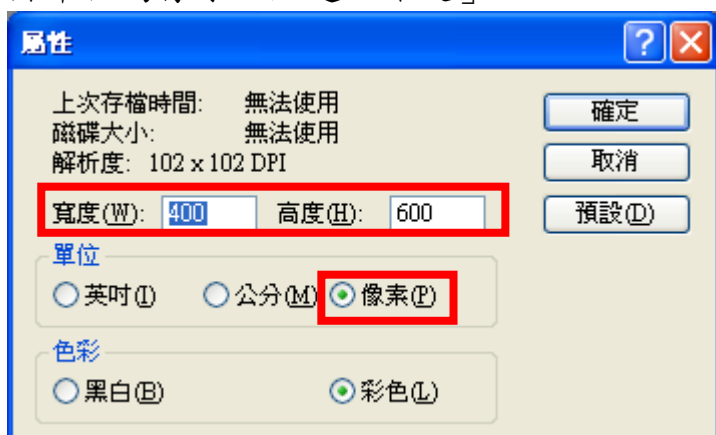 屬性
上次存檔時間: 無法使用
磁碟大小: 無法使用
解析度: 102 x 102 DPI
確定
取消
預設(D)
寬度(W): 400 高度(H): 600
單位
英吋(I) 公分(M) 像素(P)
色彩
黑白(B) 彩色(L)